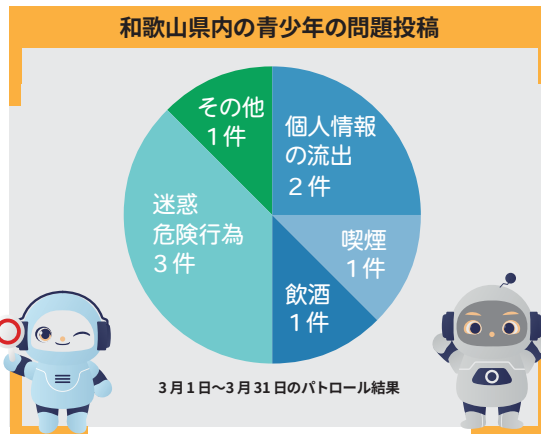 和歌山県内の青少年の問題投稿
その他
1件
個人情報
の流出
2件
迷惑
危険行為
3件
喫煙
1件
飲酒
1件
3月1日〜3月31日のパトロール結果